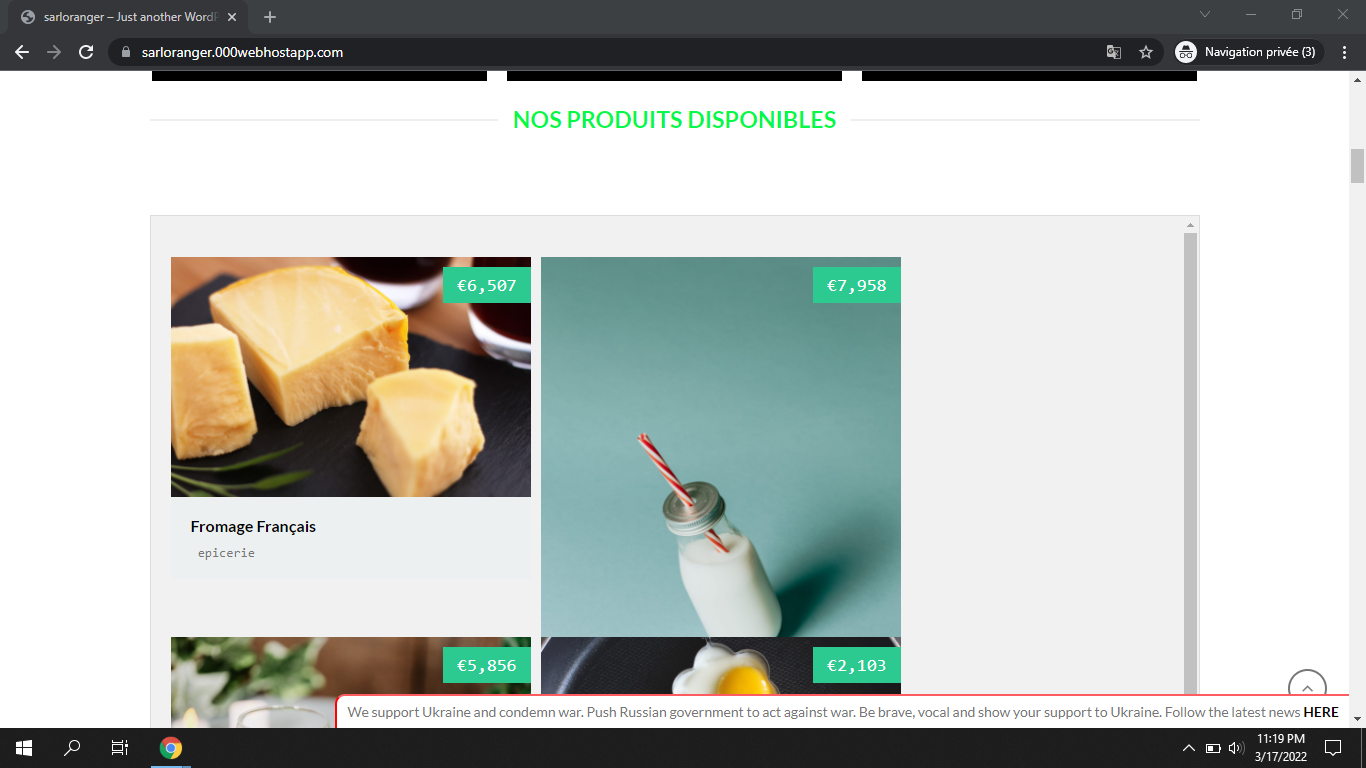 sarloranger – Just another WordP
sarloranger.000webhostapp.com
Navigation privée (3)
NOS PRODUITS DISPONIBLES
€6,507
€7,958
Fromage Français
epicerie
€5,856
€2,103
We support Ukraine and condemn war. Push Russian government to act against war. Be brave, vocal and show your support to Ukraine. Follow the latest news HERE
11:19 PM
3/17/2022